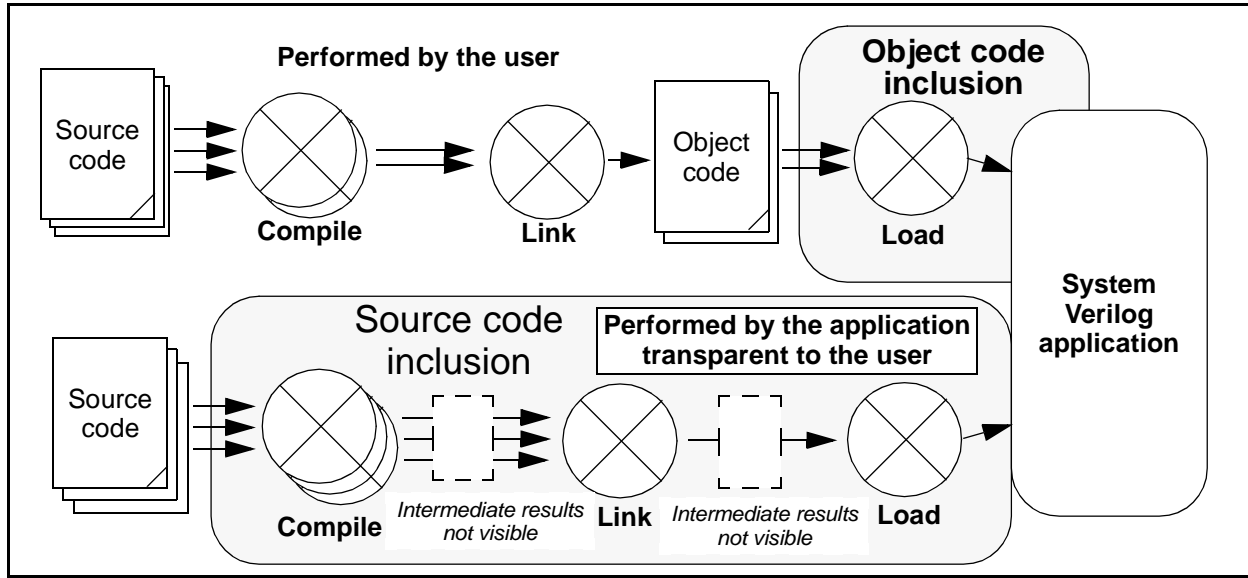 Performed by the user
Object code
inclusion
Source
code
Object
code
Compile
Link
Load
System
Verilog
application
Source code
inclusion
Performed by the application
transparent to the user
Source
code
Compile
Intermediate results
not visible
Link
Intermediate results
not visible
Load